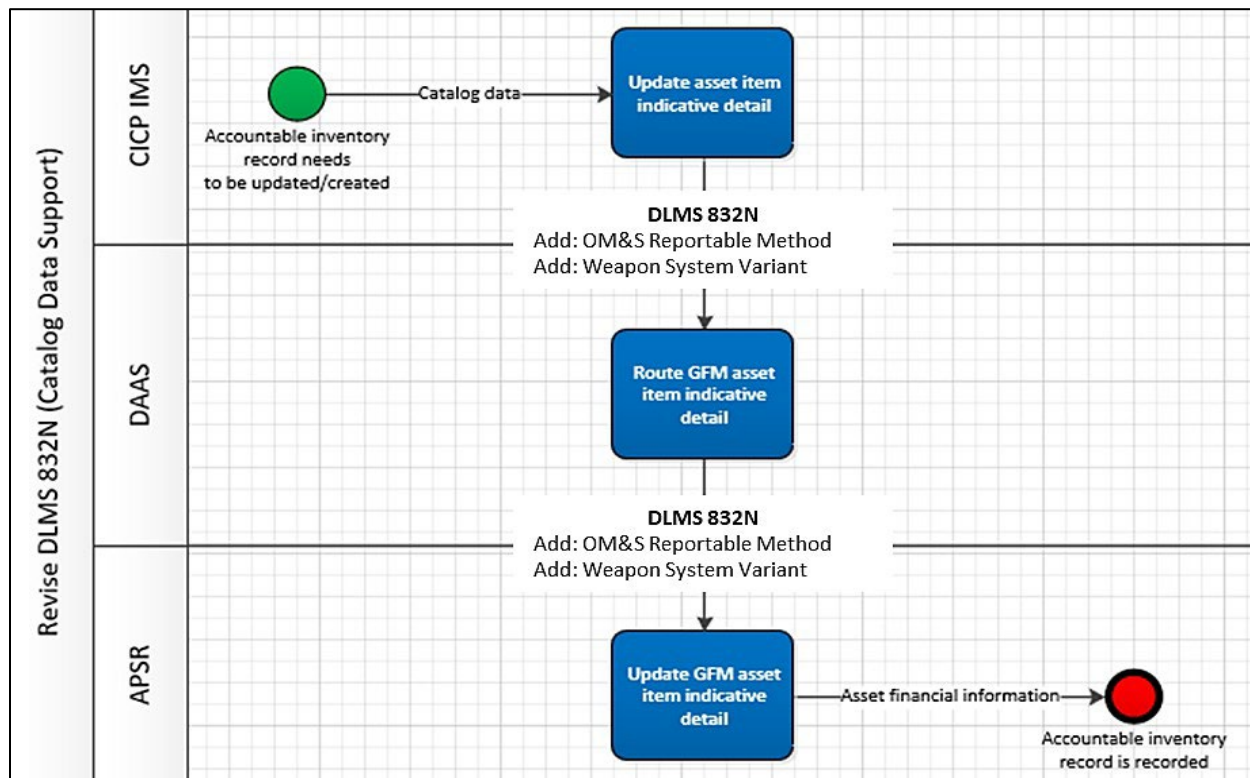 Revise DLMS 832N (Catalog Data Support)
CICP IMS
Accountable inventory
record needs
to be updated/created
Catalog data
Update asset item
indicative detail
DLMS 832N
Add: OM&S Reportable Method
Add: Weapon System Variant
DAAS
Route GFM asset
item indicative
detail
DLMS 832N
Add: OM&S Reportable Method
Add: Weapon System Variant
APSR
Update GFM asset
item indicative
detail
Asset financial information
Accountable inventory
record is recorded